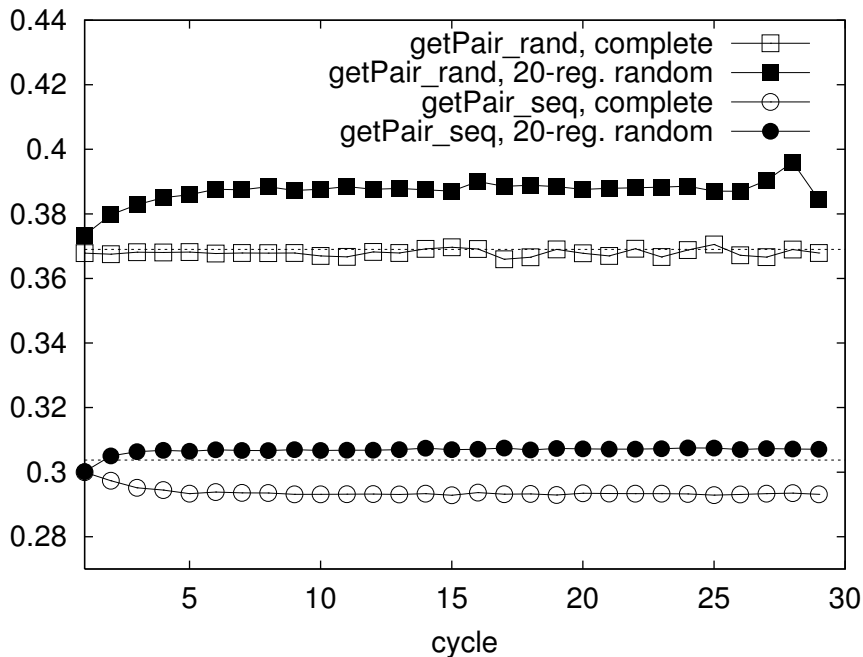 0.44
0.42
0.4
0.38
0.36
0.34
0.32
0.3
0.28
getPair_rand, complete
getPair_rand, 20-reg. random
getPair_seq, complete
getPair_seq, 20-reg. random
5 10 15 20 25 30
cycle